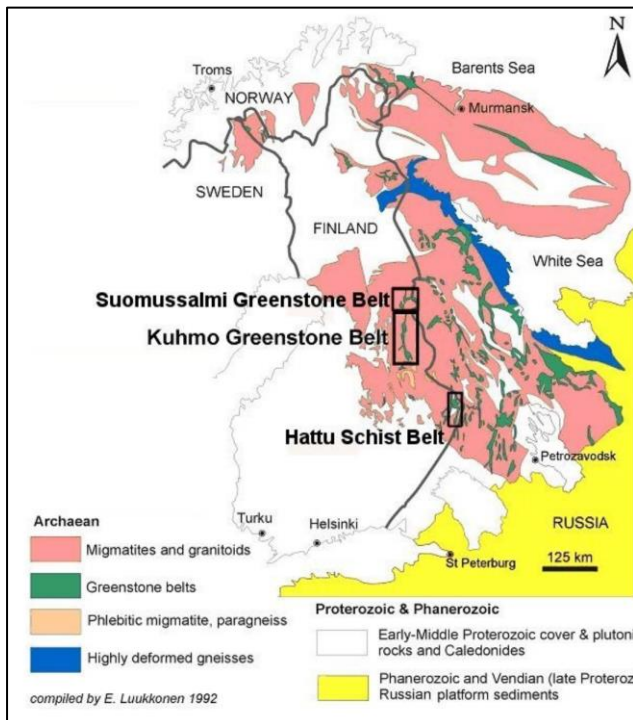 N
Troms
Barents Sea
NORWAY
Murmansk
SWEDEN
FINLAND
White Sea
Suomussalmi Greenstone Belt
Kuhmo Greenstone Belt
Hattu Schist Belt
Petrozavodsk
Turku
Helsinki
RUSSIA
St Peterburg
125 km
Archaean
Migmatites and granitoids
Greenstone belts
Phlebitic migmatite, paragneiss
Highly deformed gneisses
compiled by E. Luukkonen 1992
Proterozoic & Phanerozoic
Early-Middle Proterozoic cover & plutoni
rocks and Caledonides
Phanerozoic and Vendian (late Proteroz
Russian platform sediments